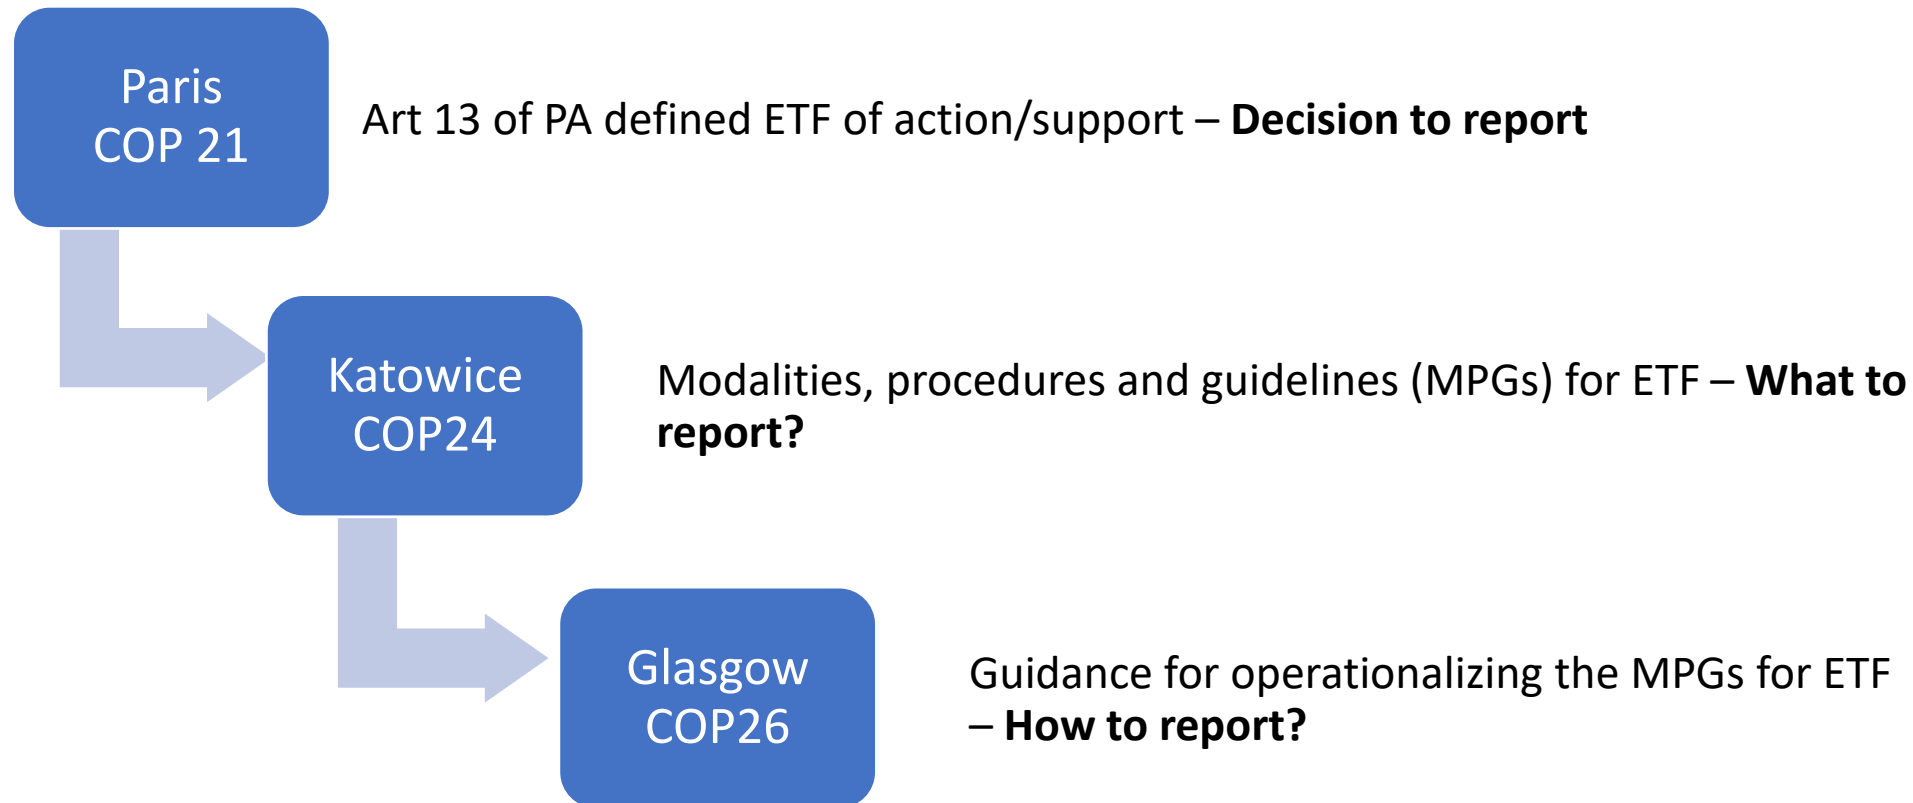 Paris
COP 21
Art 13 of PA defined ETF of action/support – Decision to report
Katowice
COP24
Modalities, procedures and guidelines (MPGs) for ETF – What to
report?
Glasgow
COP26
Guidance for operationalizing the MPGs for ETF
– How to report?